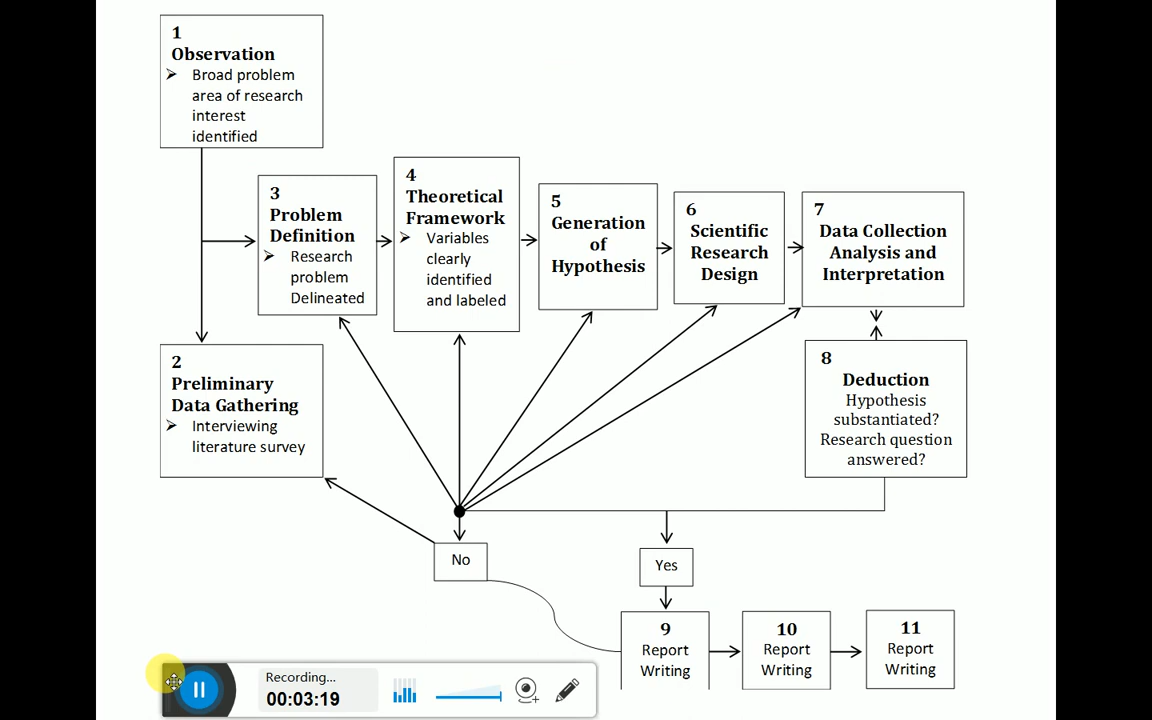 1
Observation
➢ Broad problem
area of research
interest
identified
2
Preliminary
Data Gathering
➢ Interviewing
literature survey
3
Problem
Definition
➢ Research
problem
Delineated
4
Theoretical
Framework
➢ Variables
clearly
identified
and labeled
5
Generation
of
Hypothesis
6
Scientific
Research
Design
7
Data Collection
Analysis and
Interpretation
8
Deduction
Hypothesis
substantiated?
Research question
answered?
No
Yes
9
Report
Writing
10
Report
Writing
11
Report
Writing
Recording...
00:03:19